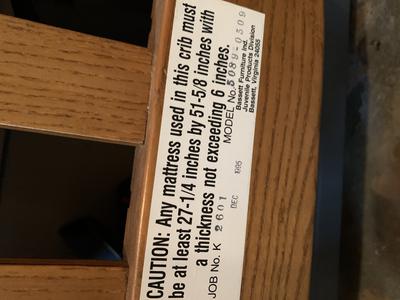 CAUTION: Any mattress used in this crib must
be at least 27-1/4 inches by 51-5/8 inches with
a thickness not exceeding 6 inches.
JOB No. K 2601 MODEL No. 5089-0309
DEC 1985 Bassett Furniture Ind.
Juvenile Products Division
Bassett, Virginia 24055